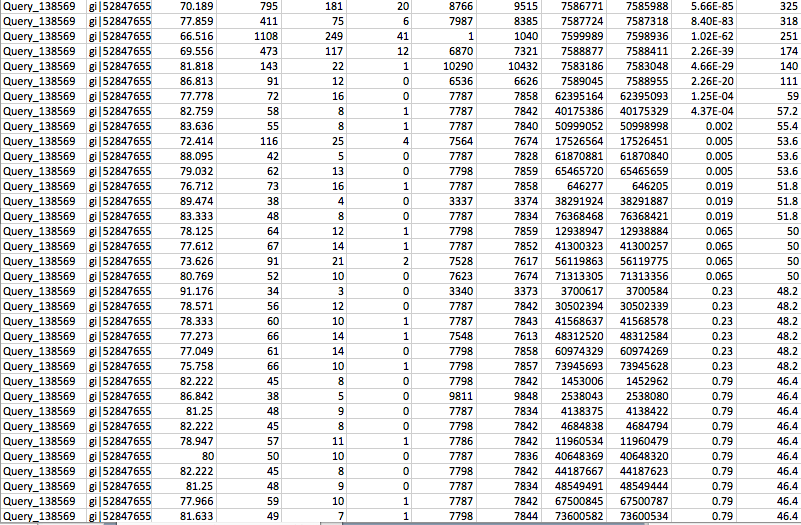 Query_138569 gi|52847655 70.189 795 181 20 8766 9515 7586771 7585988 5.66E-85 325
Query_138569 gi|52847655 77.859 411 75 6 7987 8385 7587724 7587318 8.40E-83 318
Query_138569 gi|52847655 66.516 1108 249 41 1 1040 7599989 7598936 1.02E-62 251
Query_138569 gi|52847655 69.556 473 117 12 6870 7321 7588877 7588411 2.26E-39 174
Query_138569 gi|52847655 81.818 143 22 1 10290 10432 7583186 7583048 4.66E-29 140
Query_138569 gi|52847655 86.813 91 12 0 6536 6626 7589045 7588955 2.26E-20 111
Query_138569 gi|52847655 77.778 72 16 0 7787 7858 62395164 62395093 1.25E-04 59
Query_138569 gi|52847655 82.759 58 8 1 7787 7842 40175386 40175329 4.37E-04 57.2
Query_138569 gi|52847655 83.636 55 8 1 7787 7840 50999052 50998998 0.002 55.4
Query_138569 gi|52847655 72.414 116 25 4 7564 7674 17526564 17526451 0.005 53.6
Query_138569 gi|52847655 88.095 42 5 0 7787 7828 61870881 61870840 0.005 53.6
Query_138569 gi|52847655 79.032 62 13 0 7798 7859 65465720 65465659 0.005 53.6
Query_138569 gi|52847655 76.712 73 16 1 7787 7858 646277 646205 0.019 51.8
Query_138569 gi|52847655 89.474 38 4 0 3337 3374 38291924 38291887 0.019 51.8
Query_138569 gi|52847655 83.333 48 8 0 7787 7834 76368468 76368421 0.019 51.8
Query_138569 gi|52847655 78.125 64 12 1 7798 7859 12938947 12938884 0.065 50
Query_138569 gi|52847655 77.612 67 14 1 7787 7852 41300323 41300257 0.065 50
Query_138569 gi|52847655 73.626 91 21 2 7528 7617 56119863 56119775 0.065 50
Query_138569 gi|52847655 80.769 52 10 0 7623 7674 71313305 71313356 0.065 50
Query_138569 gi|52847655 91.176 34 3 0 3340 3373 3700617 3700584 0.23 48.2
Query_138569 gi|52847655 78.571 56 12 0 7787 7842 30502394 30502339 0.23 48.2
Query_138569 gi|52847655 78.333 60 10 1 7787 7843 41568637 41568578 0.23 48.2
Query_138569 gi|52847655 77.273 66 14 1 7548 7613 48312520 48312584 0.23 48.2
Query_138569 gi|52847655 77.049 61 14 0 7798 7858 60974329 60974269 0.23 48.2
Query_138569 gi|52847655 75.758 66 10 1 7798 7857 73945693 73945628 0.23 48.2
Query_138569 gi|52847655 82.222 45 8 0 7798 7842 1453006 1452962 0.79 46.4
Query_138569 gi|52847655 86.842 38 5 0 9811 9848 2538043 2538080 0.79 46.4
Query_138569 gi|52847655 81.25 48 9 0 7787 7834 4138375 4138422 0.79 46.4
Query_138569 gi|52847655 82.222 45 8 0 7798 7842 4684838 4684794 0.79 46.4
Query_138569 gi|52847655 78.947 57 11 1 7786 7842 11960534 11960479 0.79 46.4
Query_138569 gi|52847655 80 50 10 0 7787 7836 40648369 40648320 0.79 46.4
Query_138569 gi|52847655 82.222 45 8 0 7798 7842 44187667 44187623 0.79 46.4
Query_138569 gi|52847655 81.25 48 9 0 7787 7834 48549491 48549444 0.79 46.4
Query_138569 gi|52847655 77.966 59 10 1 7787 7842 67500845 67500787 0.79 46.4
Query_138569 gi|52847655 81.633 49 7 1 7798 7844 73600582 73600534 0.79 46.4